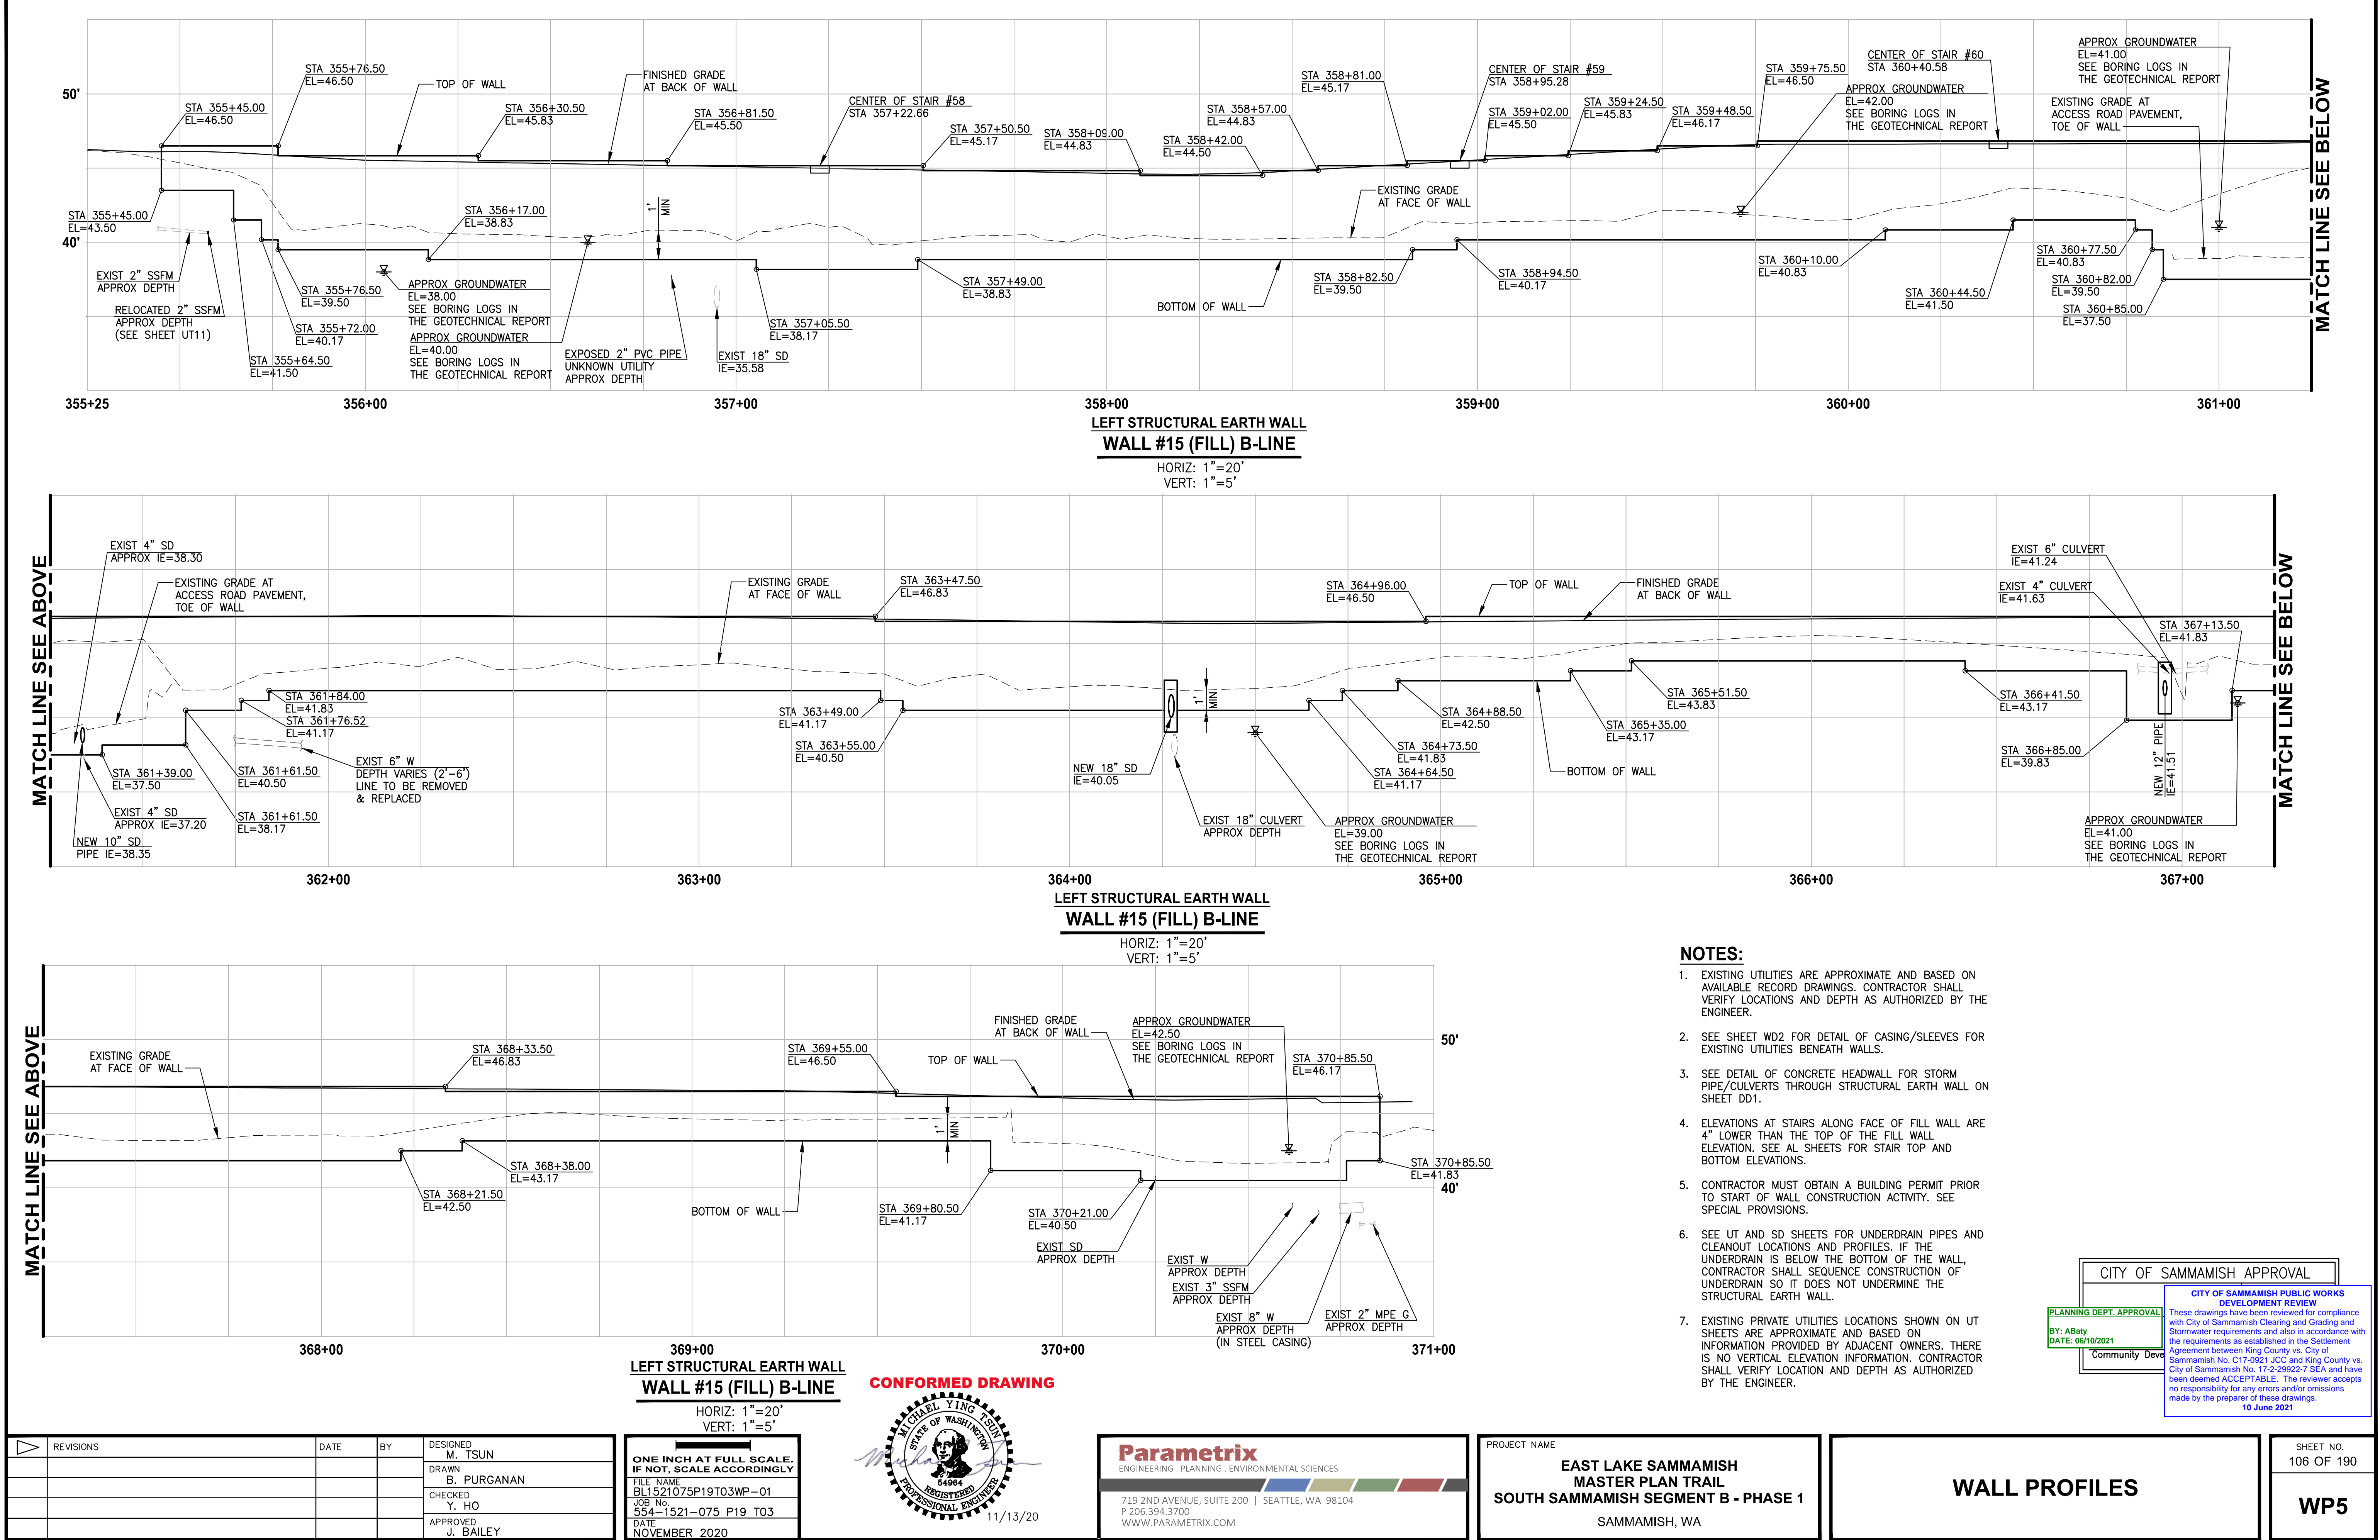 50'
40'
STA 355+45.00
EL=46.50
STA 355+76.50
EL=46.50
TOP OF WALL
STA 356+30.50
EL=45.83
FINISHED GRADE
AT BACK OF WALL
STA 356+81.50
EL=45.50
CENTER OF STAIR #58
STA 357+22.66
STA 357+50.50
EL=45.17
STA 358+09.00
EL=44.83
STA 358+42.00
EL=44.50
STA 358+57.00
EL=44.83
STA 358+81.00
EL=45.17
CENTER OF STAIR #59
STA 358+95.28
STA 359+02.00
EL=45.50
STA 359+24.50
EL=45.83
STA 359+48.50
EL=46.17
STA 359+75.50
EL=46.50
CENTER OF STAIR #60
STA 360+40.58
APPROX GROUNDWATER
EL=42.00
SEE BORING LOGS IN
THE GEOTECHNICAL REPORT
APPROX GROUNDWATER
EL=41.00
SEE BORING LOGS IN
THE GEOTECHNICAL REPORT
EXISTING GRADE AT
ACCESS ROAD PAVEMENT,
TOE OF WALL
MATCH LINE SEE BELOW
STA 355+45.00
EL=43.50
EXIST 2" SSFM
APPROX DEPTH
RELOCATED 2" SSFM
APPROX DEPTH
(SEE SHEET UT11)
STA 355+64.50
EL=41.50
STA 355+72.00
EL=40.17
STA 355+76.50
EL=39.50
STA 356+17.00
EL=38.83
APPROX GROUNDWATER
EL=38.00
SEE BORING LOGS IN
THE GEOTECHNICAL REPORT
APPROX GROUNDWATER
EL=40.00
SEE BORING LOGS IN
THE GEOTECHNICAL REPORT
1'
MIN
EXPOSED 2" PVC PIPE
UNKNOWN UTILITY
APPROX DEPTH
EXIST 18" SD
IE=35.58
STA 357+05.50
EL=38.17
STA 357+49.00
EL=38.83
EXISTING GRADE
AT FACE OF WALL
BOTTOM OF WALL
STA 358+82.50
EL=39.50
STA 358+94.50
EL=40.17
STA 360+10.00
EL=40.83
STA 360+44.50
EL=41.50
STA 360+77.50
EL=40.83
STA 360+82.00
EL=39.50
STA 360+85.00
EL=37.50
355+25
356+00
357+00
358+00
359+00
360+00
361+00
LEFT STRUCTURAL EARTH WALL
WALL #15 (FILL) B-LINE
HORIZ: 1"=20'
VERT: 1"=5'
MATCH LINE SEE ABOVE
EXIST 4" SD
APPROX IE=38.30
EXISTING GRADE AT
ACCESS ROAD PAVEMENT,
TOE OF WALL
EXISTING GRADE
AT FACE OF WALL
STA 363+47.50
EL=46.83
STA 364+96.00
EL=46.50
TOP OF WALL
FINISHED GRADE
AT BACK OF WALL
EXIST 6" CULVERT
IE=41.24
EXIST 4" CULVERT
IE=41.63
STA 367+13.50
EL=41.83
MATCH LINE SEE BELOW
STA 361+84.00
EL=41.83
STA 361+76.52
EL=41.17
STA 361+39.00
EL=37.50
STA 361+61.50
EL=40.50
STA 361+61.50
EL=38.17
EXIST 4" SD
APPROX IE=37.20
NEW 10" SD
PIPE IE=38.35
EXIST 6" W
DEPTH VARIES (2'-6')
LINE TO BE REMOVED
& REPLACED
STA 363+49.00
EL=41.17
STA 363+55.00
EL=40.50
NEW 18" SD
IE=40.05
1'
MIN
EXIST 18" CULVERT
APPROX DEPTH
APPROX GROUNDWATER
EL=39.00
SEE BORING LOGS IN
THE GEOTECHNICAL REPORT
STA 364+64.50
EL=41.17
STA 364+73.50
EL=41.83
STA 364+88.50
EL=42.50
BOTTOM OF WALL
STA 365+35.00
EL=43.17
STA 365+51.50
EL=43.83
STA 366+41.50
EL=43.17
STA 366+85.00
EL=39.83
NEW 12" PIPE
IE=41.51
APPROX GROUNDWATER
EL=41.00
SEE BORING LOGS IN
THE GEOTECHNICAL REPORT
362+00
363+00
364+00
365+00
366+00
367+00
LEFT STRUCTURAL EARTH WALL
WALL #15 (FILL) B-LINE
HORIZ: 1"=20'
VERT: 1"=5'
MATCH LINE SEE ABOVE
EXISTING GRADE
AT FACE OF WALL
STA 368+33.50
EL=46.83
STA 369+55.00
EL=46.50
TOP OF WALL
FINISHED GRADE
AT BACK OF WALL
APPROX GROUNDWATER
EL=42.50
SEE BORING LOGS IN
THE GEOTECHNICAL REPORT
STA 370+85.50
EL=46.17
50'
40'
STA 368+38.00
EL=43.17
STA 368+21.50
EL=42.50
BOTTOM OF WALL
1'
MIN
STA 369+80.50
EL=41.17
STA 370+21.00
EL=40.50
EXIST SD
APPROX DEPTH
EXIST W
APPROX DEPTH
EXIST 3" SSFM
APPROX DEPTH
EXIST 8" W
APPROX DEPTH
(IN STEEL CASING)
EXIST 2" MPE G
APPROX DEPTH
STA 370+85.50
EL=41.83
368+00
369+00
370+00
371+00
LEFT STRUCTURAL EARTH WALL
WALL #15 (FILL) B-LINE
HORIZ: 1"=20'
VERT: 1"=5'
NOTES:
1. EXISTING UTILITIES ARE APPROXIMATE AND BASED ON
AVAILABLE RECORD DRAWINGS. CONTRACTOR SHALL
VERIFY LOCATIONS AND DEPTH AS AUTHORIZED BY THE
ENGINEER.
2. SEE SHEET WD2 FOR DETAIL OF CASING/SLEEVES FOR
EXISTING UTILITIES BENEATH WALLS.
3. SEE DETAIL OF CONCRETE HEADWALL FOR STORM
PIPE/CULVERTS THROUGH STRUCTURAL EARTH WALL ON
SHEET DD1.
4. ELEVATIONS AT STAIRS ALONG FACE OF FILL WALL ARE
4" LOWER THAN THE TOP OF THE FILL WALL
ELEVATION. SEE AL SHEETS FOR STAIR TOP AND
BOTTOM ELEVATIONS.
5. CONTRACTOR MUST OBTAIN A BUILDING PERMIT PRIOR
TO START OF WALL CONSTRUCTION ACTIVITY. SEE
SPECIAL PROVISIONS.
6. SEE UT AND SD SHEETS FOR UNDERDRAIN PIPES AND
CLEANOUT LOCATIONS AND PROFILES. IF THE
UNDERDRAIN IS BELOW THE BOTTOM OF THE WALL,
CONTRACTOR SHALL SEQUENCE CONSTRUCTION OF
UNDERDRAIN SO IT DOES NOT UNDERMINE THE
STRUCTURAL EARTH WALL.
7. EXISTING PRIVATE UTILITIES LOCATIONS SHOWN ON UT
SHEETS ARE APPROXIMATE AND BASED ON
INFORMATION PROVIDED BY ADJACENT OWNERS. THERE
IS NO VERTICAL ELEVATION INFORMATION. CONTRACTOR
SHALL VERIFY LOCATION AND DEPTH AS AUTHORIZED
BY THE ENGINEER.
CITY OF SAMMAMISH APPROVAL
PLANNING DEPT. APPROVAL
BY: ABaty
DATE: 06/10/2021
Community Deve
CITY OF SAMMAMISH PUBLIC WORKS
DEVELOPMENT REVIEW
These drawings have been reviewed for compliance
with City of Sammamish Clearing and Grading and
Stormwater requirements and also in accordance with
the requirements as established in the Settlement
Agreement between King County vs. City of
Sammamish No. C17-0921 JCC and King County vs.
City of Sammamish No. 17-2-29922-7 SEA and have
been deemed ACCEPTABLE. The reviewer accepts
no responsibility for any errors and/or omissions
made by the preparer of these drawings.
10 June 2021
REVISIONS
DATE
BY
DESIGNED
M. TSUN
DRAWN
B. PURGANAN
CHECKED
Y. HO
APPROVED
J. BAILEY
ONE INCH AT FULL SCALE.
IF NOT, SCALE ACCORDINGLY
FILE NAME
BL1521075P19T03WP-01
JOB No.
554-1521-075 P19 T03
DATE
NOVEMBER 2020
CONFORMED DRAWING
MICHAEL YING TSUN
STATE OF WASHINGTON
54964
REGISTERED
PROFESSIONAL ENGINEER
11/13/20
Parametrix
ENGINEERING . PLANNING . ENVIRONMENTAL SCIENCES
719 2ND AVENUE, SUITE 200 | SEATTLE, WA 98104
P 206.394.3700
WWW.PARAMETRIX.COM
PROJECT NAME
EAST LAKE SAMMAMISH
MASTER PLAN TRAIL
SOUTH SAMMAMISH SEGMENT B - PHASE 1
SAMMAMISH, WA
WALL PROFILES
SHEET NO.
106 OF 190
WP5